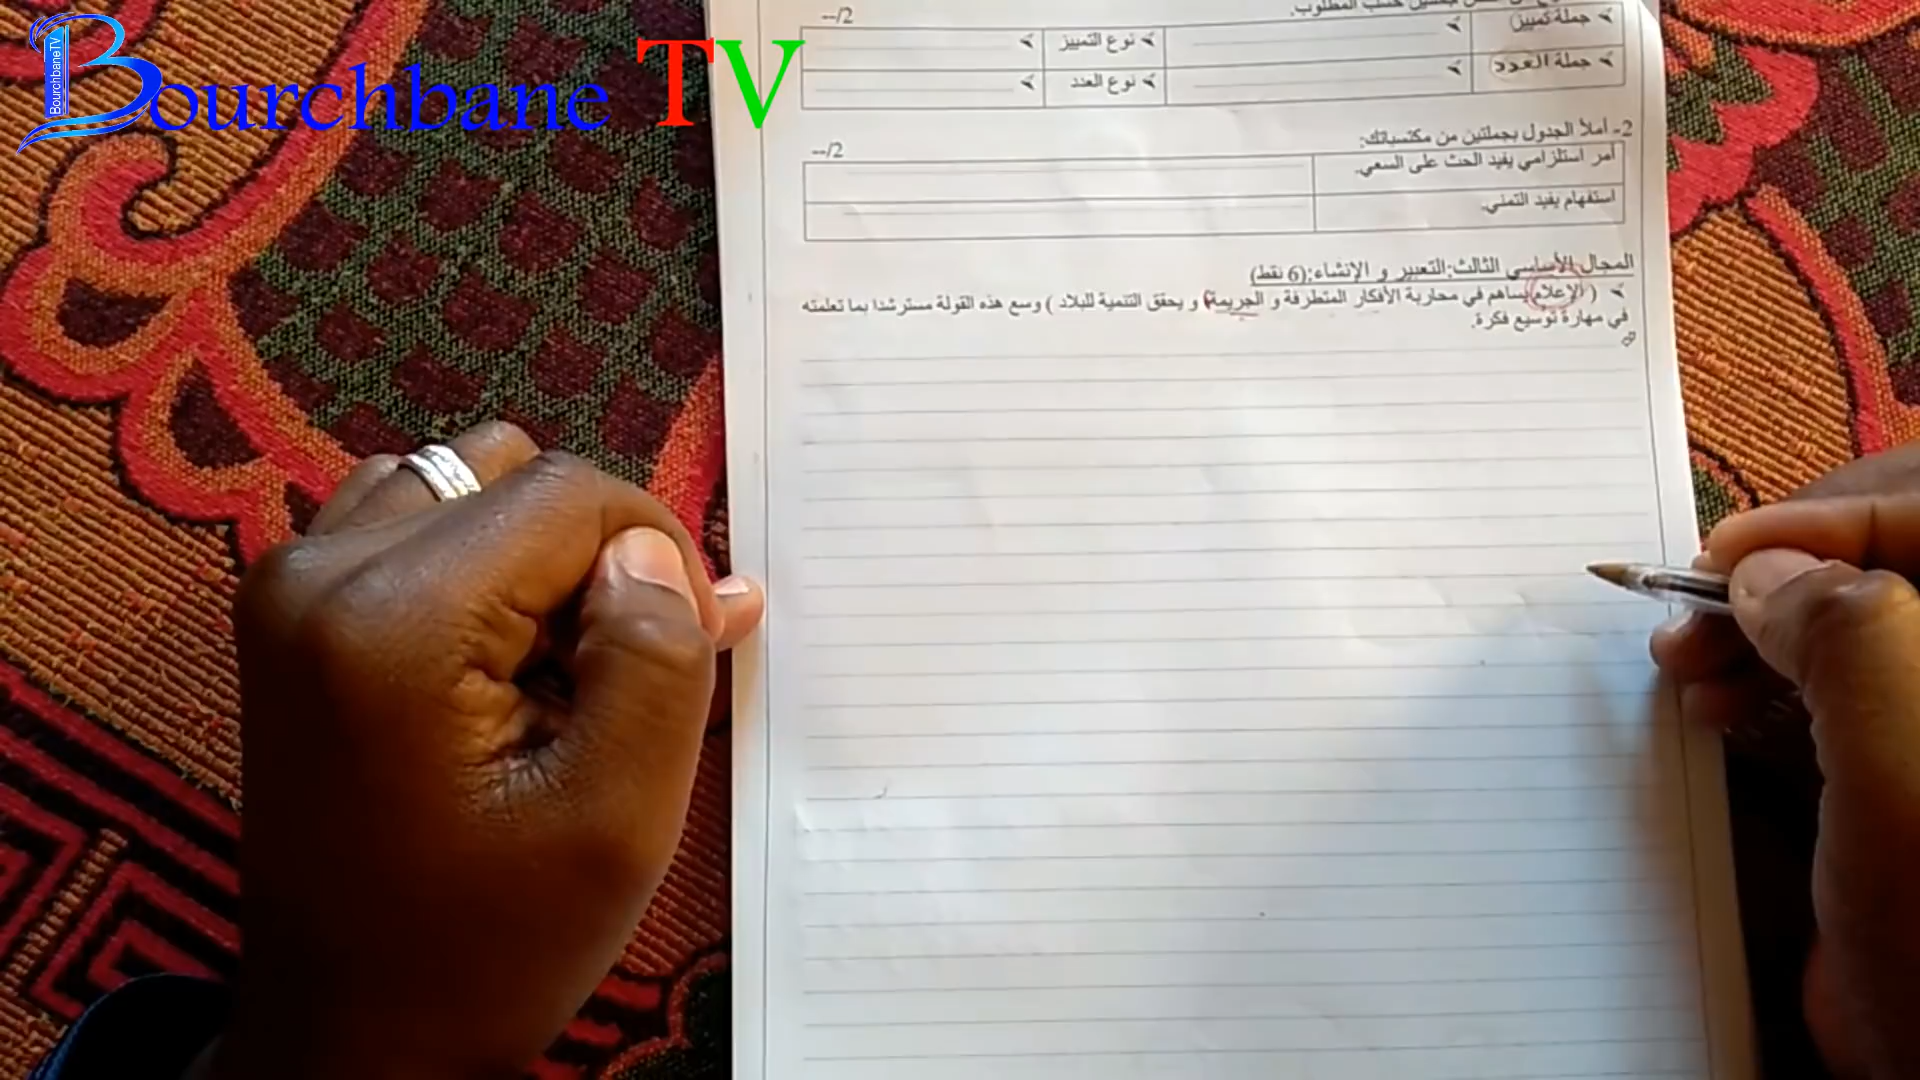 Bourchbane TV
BourchbaneTV
حسب المطلوب.
--/2
جملة تمييز
نوع التمييز
جملة العدد
نوع العدد
2- أملأ الجدول بجملتين من مكتسباتك:
--/2
أمر استلزامي يفيد الحث على السعي.
استفهام يفيد التمني.
المجال الأساسي الثالث:التعبير و الإنشاء:(6 نقط)
( الإعلام يساهم في محاربة الأفكار المتطرفة و الجريمة و يحقق التنمية للبلاد ) وسع هذه القولة مسترشدا بما تعلمته
في مهارة توسيع فكرة.